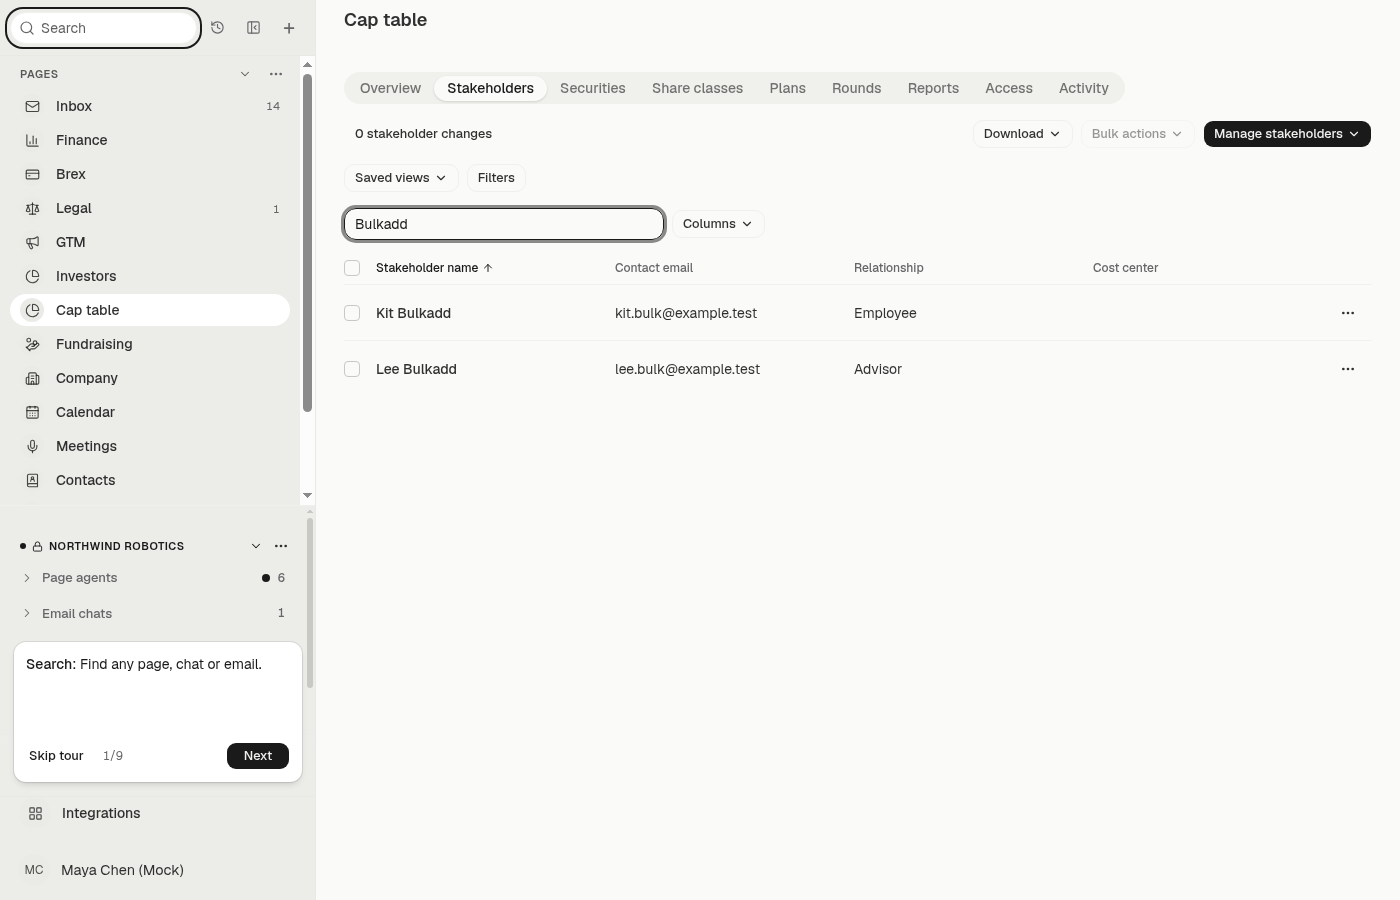 Search
PAGES
Inbox 14
Finance
Brex
Legal 1
GTM
Investors
Cap table
Fundraising
Company
Calendar
Meetings
Contacts
NORTHWIND ROBOTICS
Page agents 6
Email chats 1
Search: Find any page, chat or email.
Skip tour 1/9 Next
Integrations
MC Maya Chen (Mock)
Cap table
Overview Stakeholders Securities Share classes Plans Rounds Reports Access Activity
0 stakeholder changes Download Bulk actions Manage stakeholders
Saved views Filters
Bulkadd Columns
Stakeholder name Contact email Relationship Cost center
Kit Bulkadd kit.bulk@example.test Employee
Lee Bulkadd lee.bulk@example.test Advisor